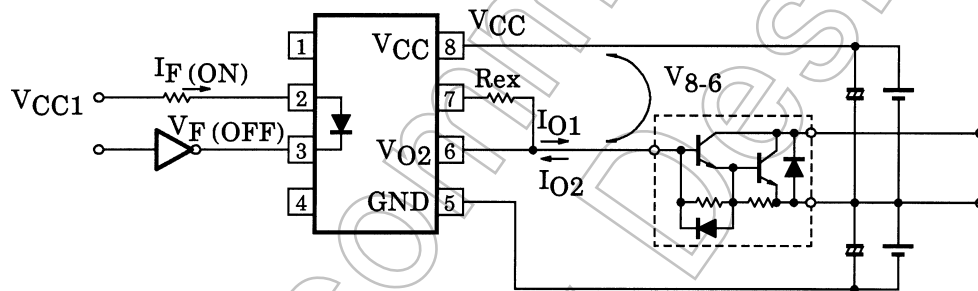 VCC
1
VCC
8
IF (ON)
Rex
V8-6
VCC1
2
7
IO1
VF (OFF)
3
VO2
6
IO2
4
GND
5